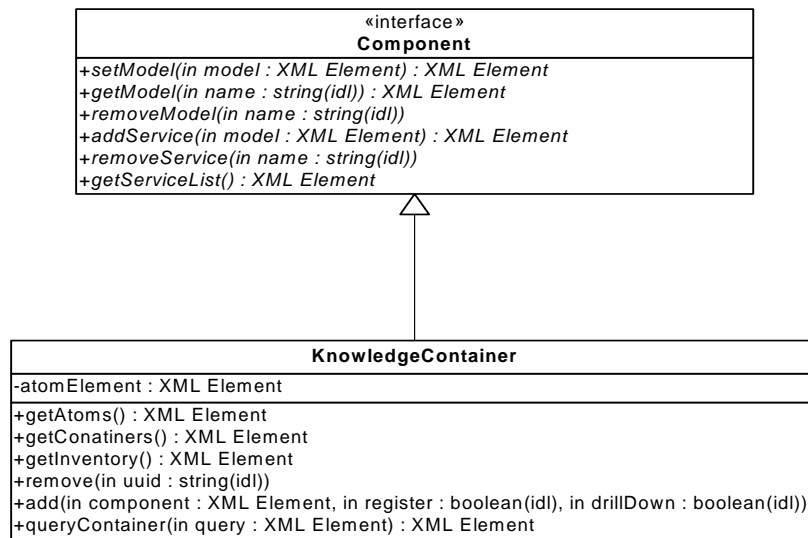 «interface»
Component
+setModel(in model : XML Element) : XML Element
+getModel(in name : string(idl)) : XML Element
+removeModel(in name : string(idl))
+addService(in model : XML Element) : XML Element
+removeService(in name : string(idl))
+getServiceList() : XML Element
KnowledgeContainer
-atomElement : XML Element
+getAtoms() : XML Element
+getConatiners() : XML Element
+getInventory() : XML Element
+remove(in uuid : string(idl))
+add(in component : XML Element, in register : boolean(idl), in drillDown : boolean(idl))
+queryContainer(in query : XML Element) : XML Element